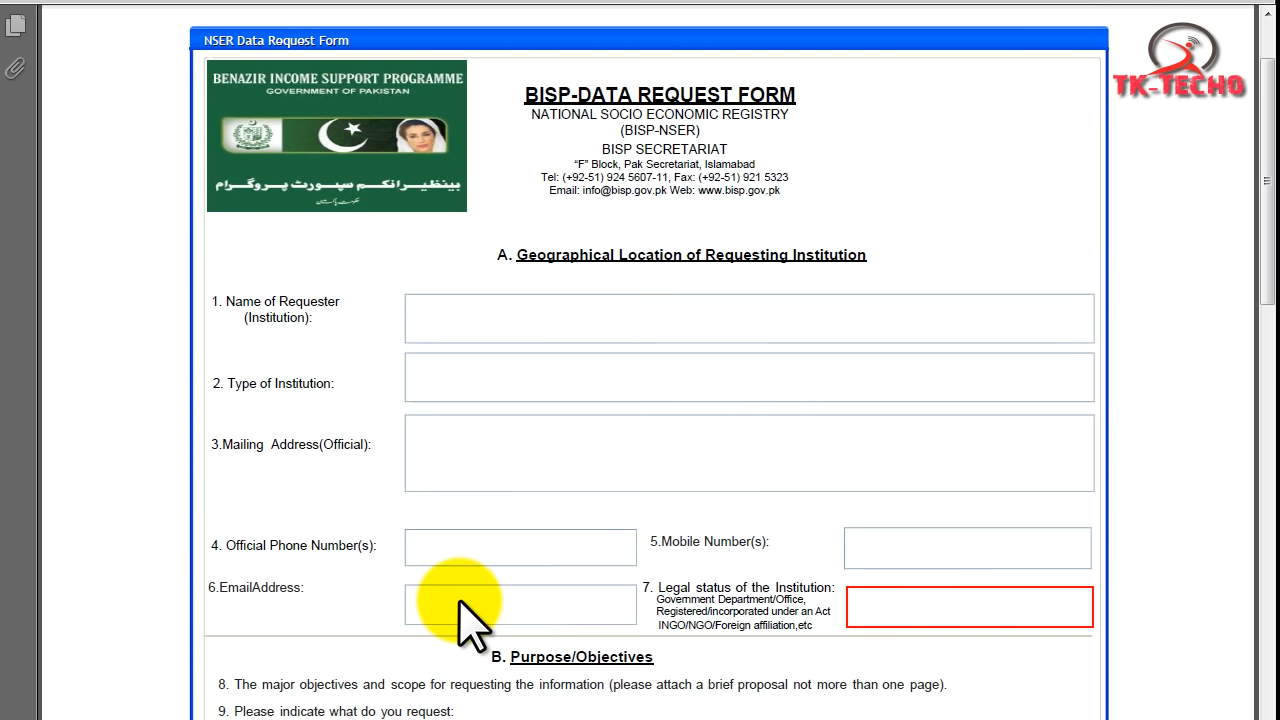 NSER Data Request Form
TK-TECHO
BENAZIR INCOME SUPPORT PROGRAMME
GOVERNMENT OF PAKISTAN
بینظیر انکم سپورٹ پروگرام
حکومت پاکستان
BISP-DATA REQUEST FORM
NATIONAL SOCIO ECONOMIC REGISTRY
(BISP-NSER)
BISP SECRETARIAT
“F” Block, Pak Secretariat, Islamabad
Tel: (+92-51) 924 5607-11, Fax: (+92-51) 921 5323
Email: info@bisp.gov.pk Web: www.bisp.gov.pk
A. Geographical Location of Requesting Institution
1. Name of Requester
(Institution):
2. Type of Institution:
3.Mailing Address(Official):
4. Official Phone Number(s):
5.Mobile Number(s):
6.EmailAddress:
7. Legal status of the Institution:
Government Department/Office,
Registered/incorporated under an Act
INGO/NGO/Foreign affiliation,etc
B. Purpose/Objectives
8. The major objectives and scope for requesting the information (please attach a brief proposal not more than one page).
9. Please indicate what do you request: